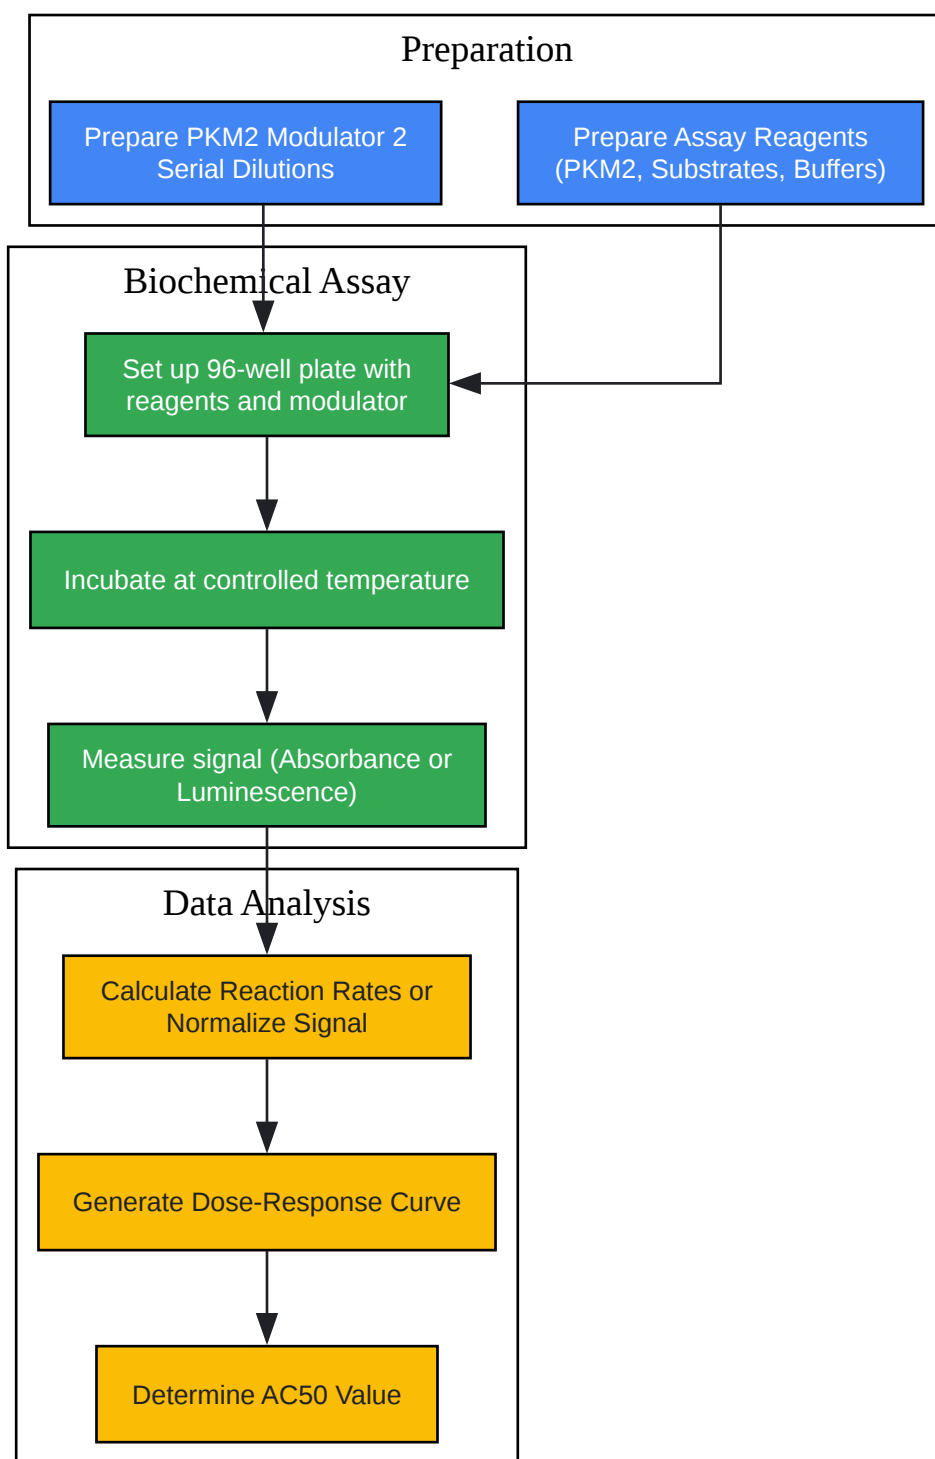 Preparation
Prepare PKM2 Modulator 2
Serial Dilutions
Prepare Assay Reagents
(PKM2, Substrates, Buffers)
Biochemical Assay
Set up 96-well plate with
reagents and modulator
Incubate at controlled temperature
Measure signal (Absorbance or
Luminescence)
Data Analysis
Calculate Reaction Rates or
Normalize Signal
Generate Dose-Response Curve
Determine AC50 Value